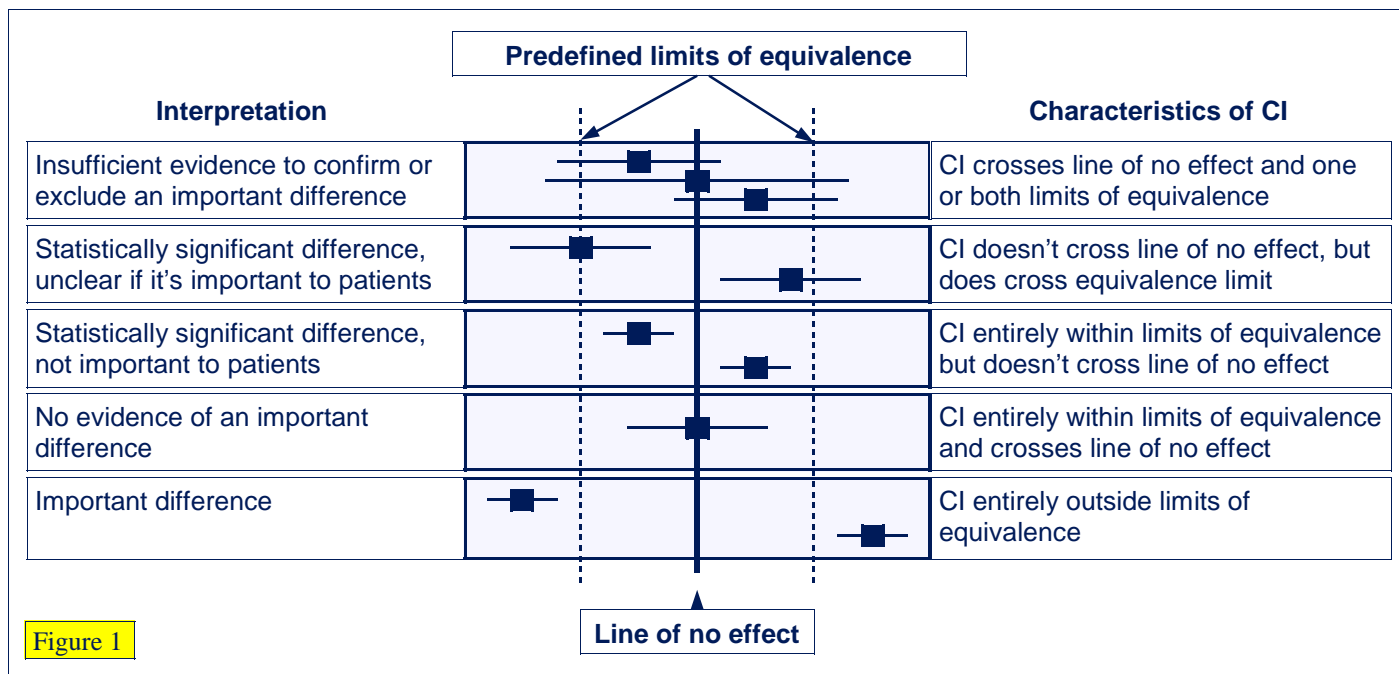 Predefined limits of equivalence
Interpretation
Characteristics of CI
Insufficient evidence to confirm or
exclude an important difference
CI crosses line of no effect and one
or both limits of equivalence
Statistically significant difference,
unclear if it's important to patients
CI doesn't cross line of no effect, but
does cross equivalence limit
Statistically significant difference,
not important to patients
CI entirely within limits of equivalence
but doesn't cross line of no effect
No evidence of an important
difference
CI entirely within limits of equivalence
and crosses line of no effect
Important difference
CI entirely outside limits of
equivalence
Line of no effect
Figure 1